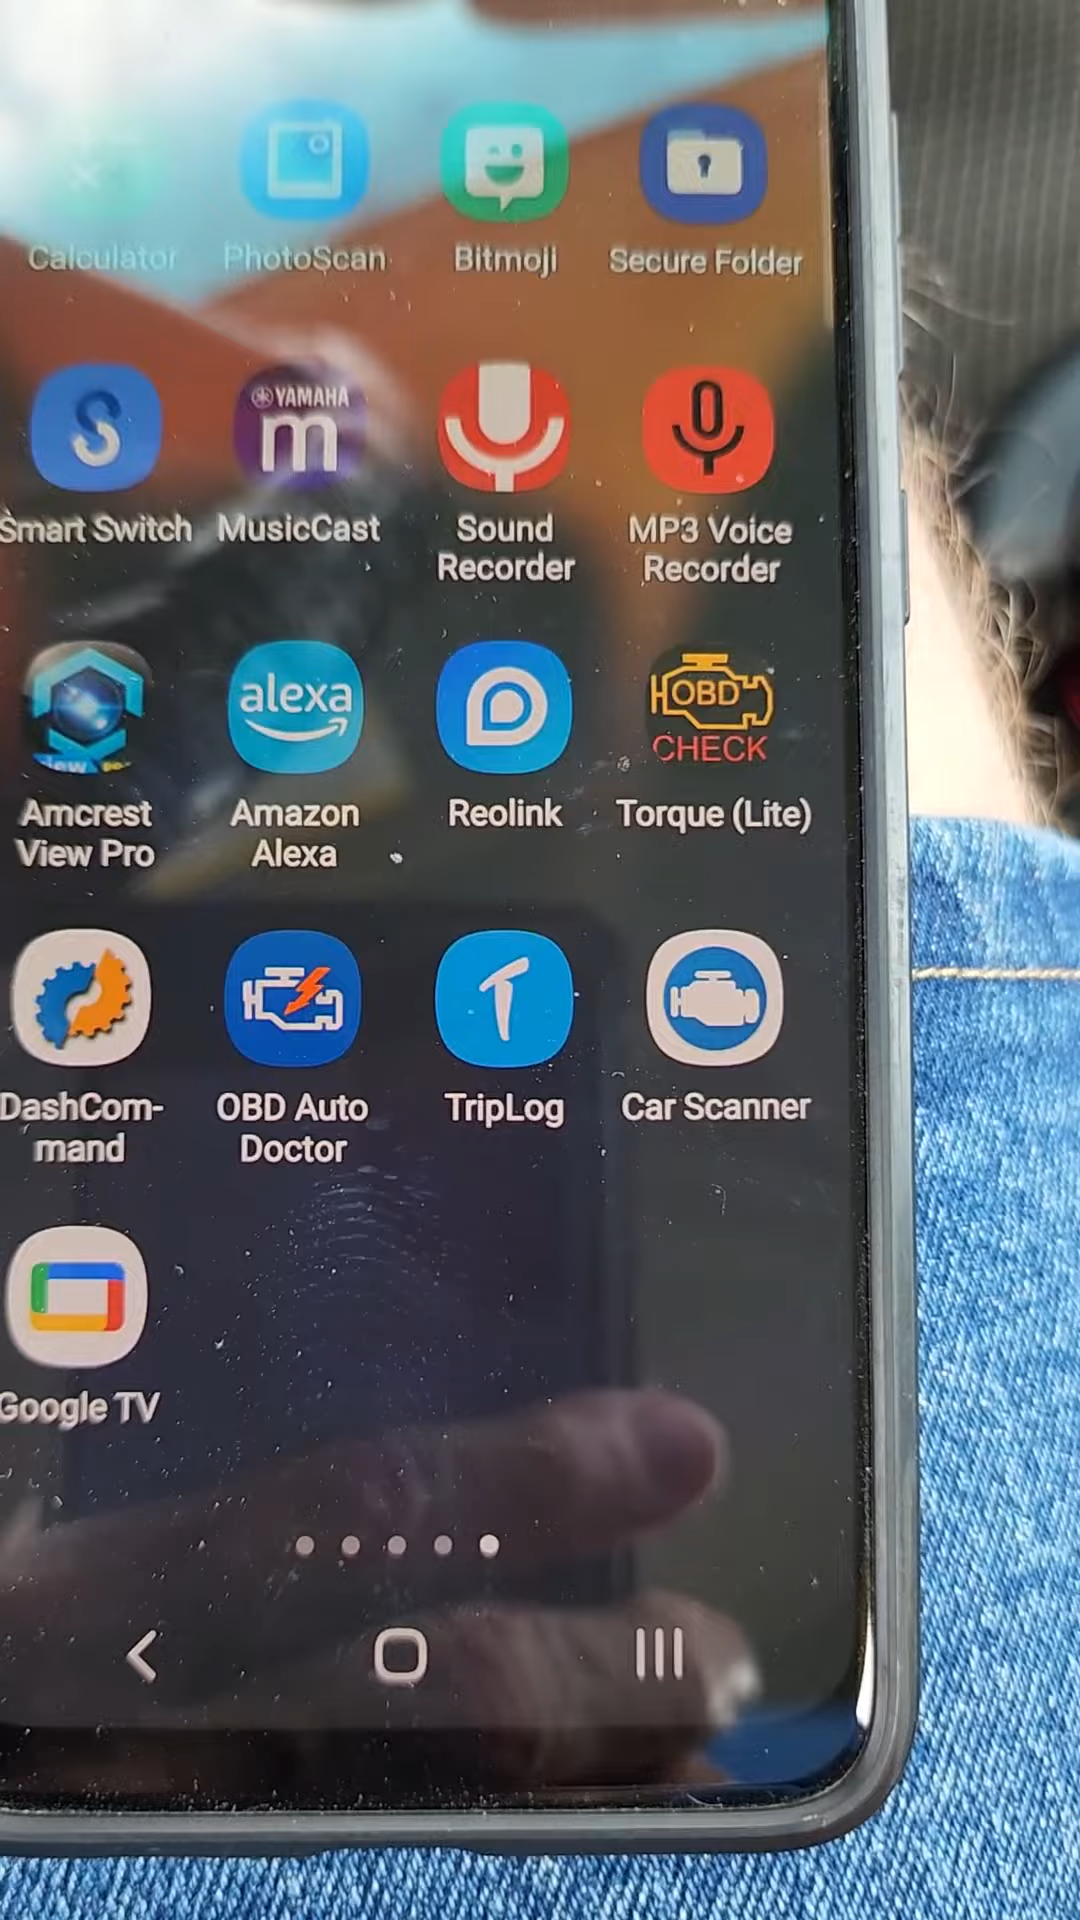 Calculator PhotoScan Bitmoji Secure Folder
YAMAHA
m
Smart Switch MusicCast Sound Recorder MP3 Voice Recorder
alexa
OBD
CHECK
Amcrest View Pro Amazon Alexa Reolink Torque (Lite)
DashCom-
mand OBD Auto Doctor TripLog Car Scanner
Google TV